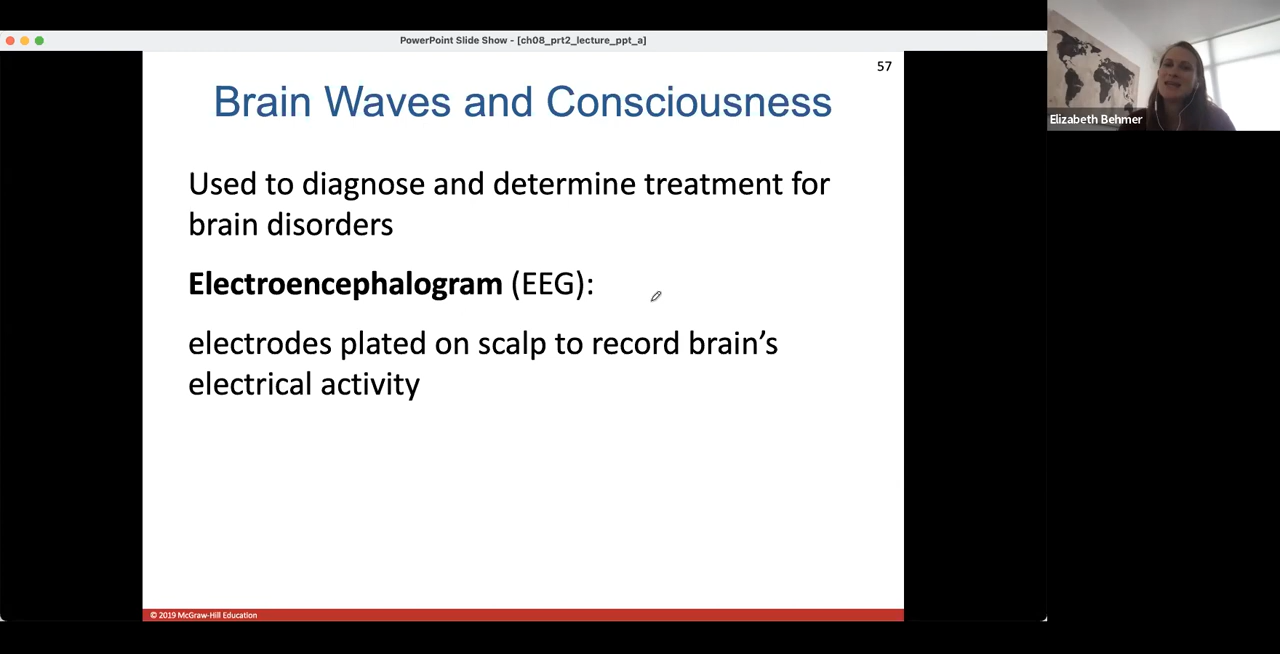 PowerPoint Slide Show - [ch08_prt2_lecture_ppt_a]
57
Brain Waves and Consciousness
Used to diagnose and determine treatment for
brain disorders
Electroencephalogram (EEG):
electrodes plated on scalp to record brain’s
electrical activity
© 2019 McGraw-Hill Education
Elizabeth Behmer